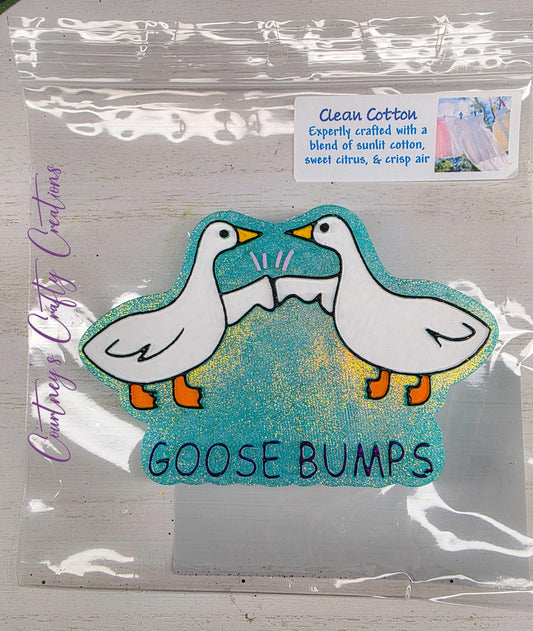 Clean Cotton
Expertly crafted with a
blend of sunlit cotton,
sweet citrus, & crisp air
Courtney's Crafty Creations
GOOSE BUMPS